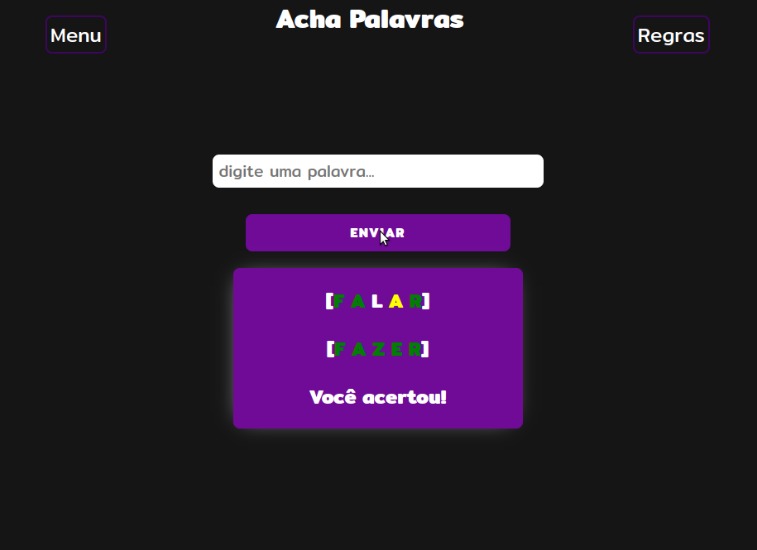 Acha Palavras
Menu
Regras
digite uma palavra...
ENVIAR
[F A L A R]
[F A Z E R]
Você acertou!